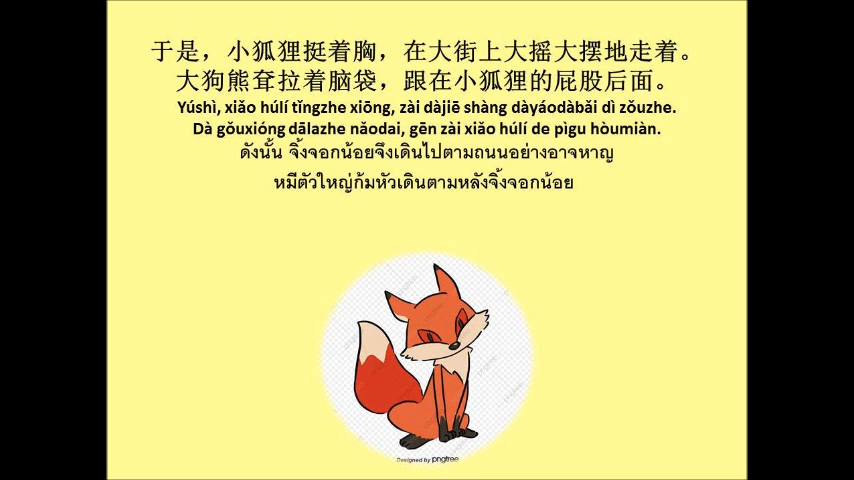 于是，小狐狸挺着胸，在大街上大摇大摆地走着。
大狗熊耷拉着脑袋，跟在小狐狸的屁股后面。
Yúshì, xiǎo húlí tǐngzhe xiōng, zài dàjiē shàng dàyáodàbǎi dì zǒuzhe.
Dà gǒuxióng dālazhe nǎodai, gēn zài xiǎo húlí de pìgu hòumiàn.
ดังนั้น จิ้งจอกน้อยจึงเดินไปตามถนนอย่างอาจหาญ
หมีตัวใหญ่ก้มหัวเดินตามหลังจิ้งจอกน้อย
Designed by pngtree